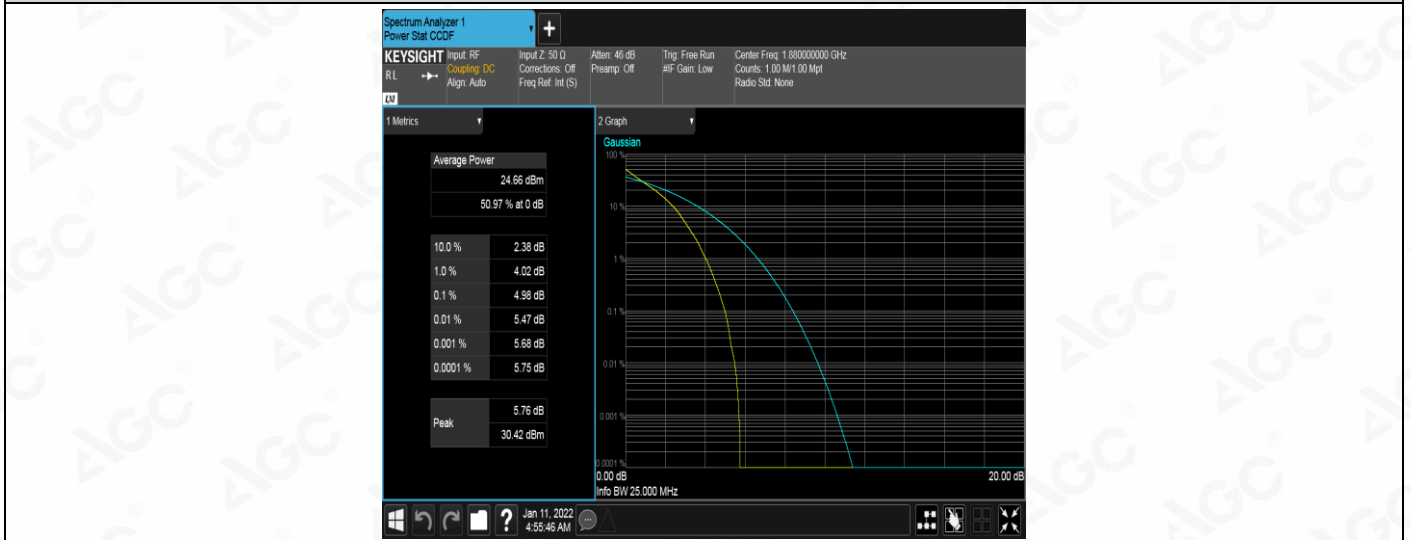 Spectrum Analyzer 1
Power Stat CCDF
+
KEYSIGHT
RL
LXI
Input: RF
Coupling: DC
Align: Auto
Input Z: 50 Ω
Corrections: Off
Freq Ref: Int (S)
Atten: 46 dB
Preamp: Off
Trig: Free Run
#IF Gain: Low
Center Freq: 1.880000000 GHz
Counts: 1.00 M/1.00 Mpt
Radio Std: None
1 Metrics
Average Power
24.66 dBm
50.97 % at 0 dB
10.0 % 2.38 dB
1.0 % 4.02 dB
0.1 % 4.98 dB
0.01 % 5.47 dB
0.001 % 5.68 dB
0.0001 % 5.75 dB
Peak
5.76 dB
30.42 dBm
2 Graph
Gaussian
100 %
10 %
1 %
0.1 %
0.01 %
0.001 %
0.0001 %
0.00 dB 20.00 dB
Info BW 25.000 MHz
?
Jan 11, 2022
4:55:46 AM
AGC